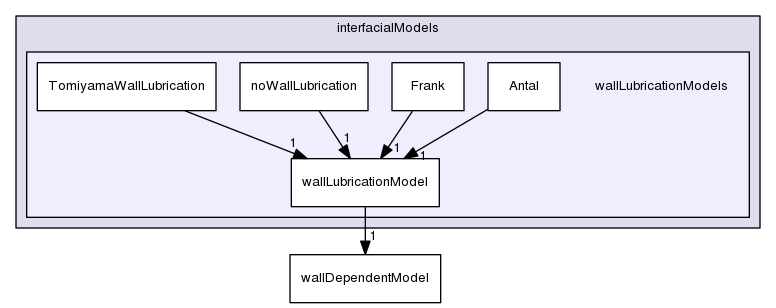 interfacialModels
TomiyamaWallLubrication
noWallLubrication
Frank
Antal
wallLubricationModels
1
1
1
1
wallLubricationModel
1
wallDependentModel